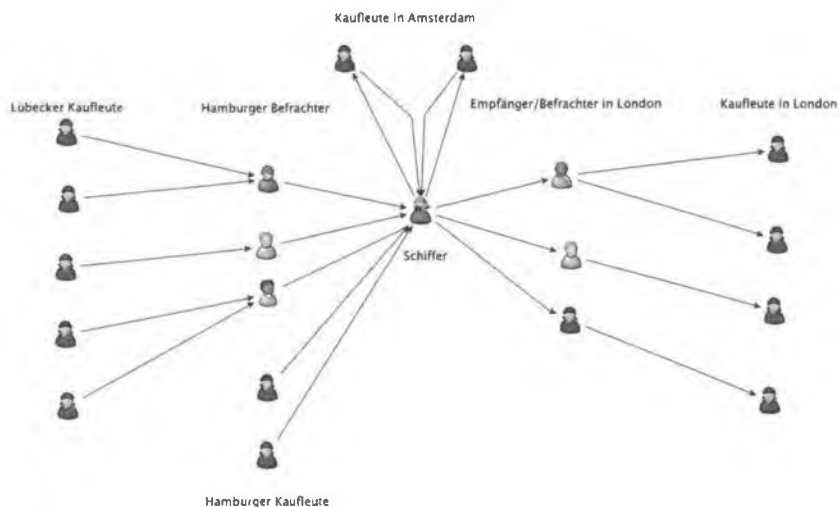 Kaufleute in Amsterdam
Lübecker Kaufleute
Hamburger Befrachter
Empfänger/Befrachter in London
Kaufleute in London
Schiffer
Hamburger Kaufleute